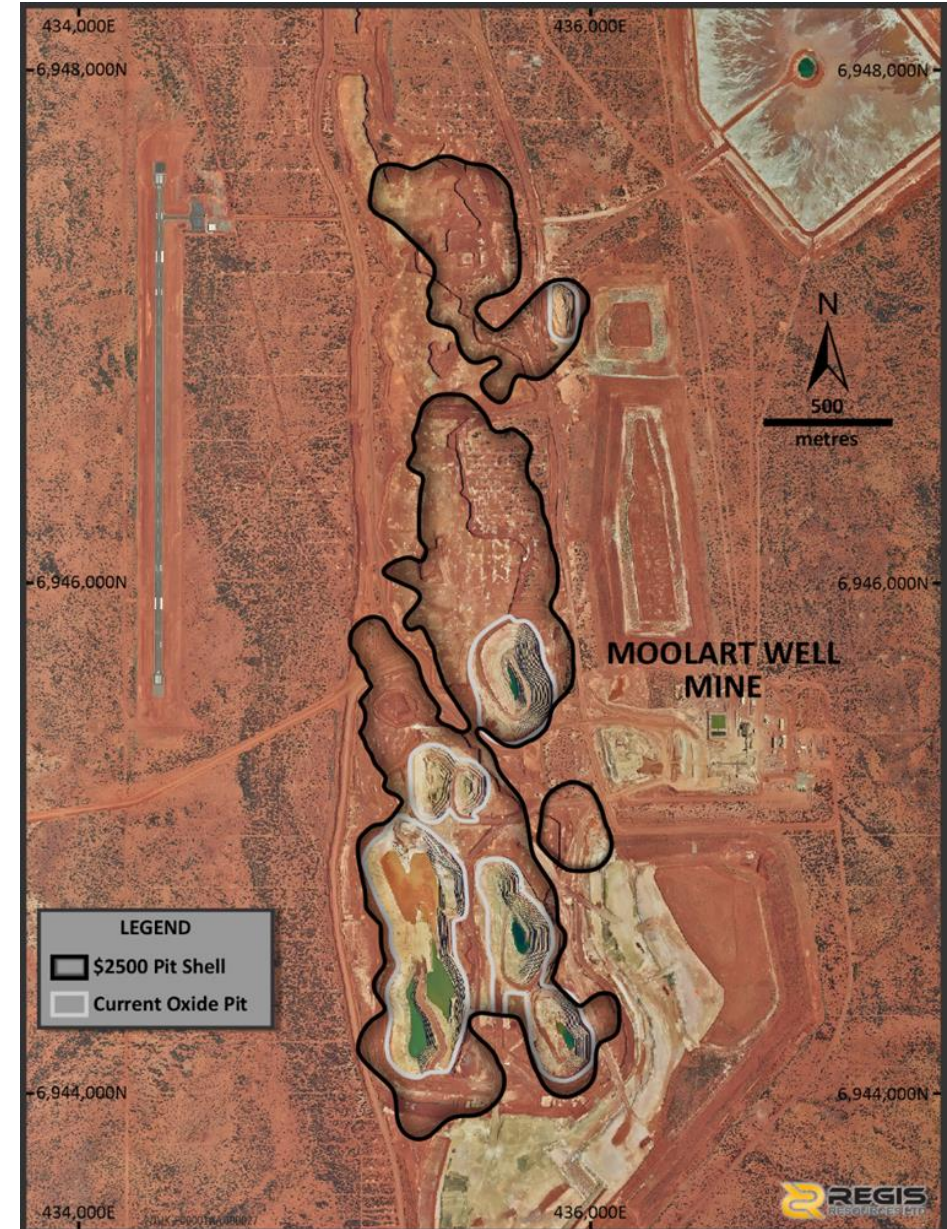 434,000E
436,000E
6,948,000N
6,948,000N
N
500
metres
6,946,000N
6,946,000N
MOOLART WELL
MINE
LEGEND
$2500 Pit Shell
Current Oxide Pit
6,944,000N
6,944,000N
434,000E
436,000E
REGIS
RESOURCES LTD